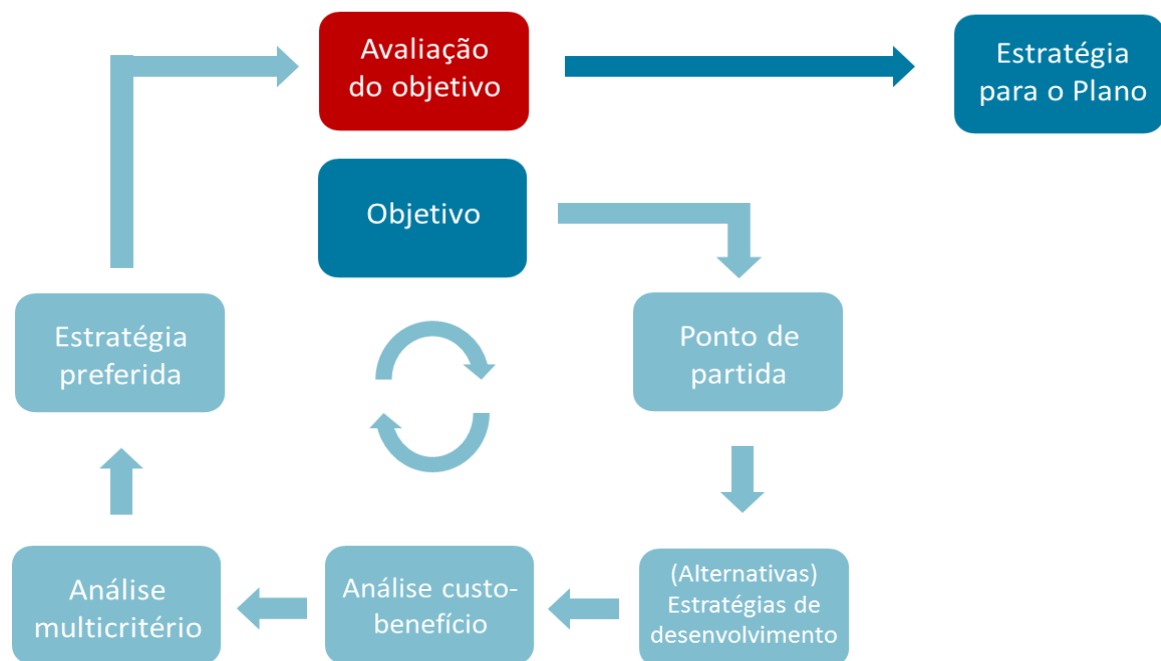 Avaliação
do objetivo
Estratégia
para o Plano
Objetivo
Estratégia
preferida
Ponto de
partida
Análise
multicritério
Análise custo-
benefício
(Alternativas)
Estratégias de
desenvolvimento